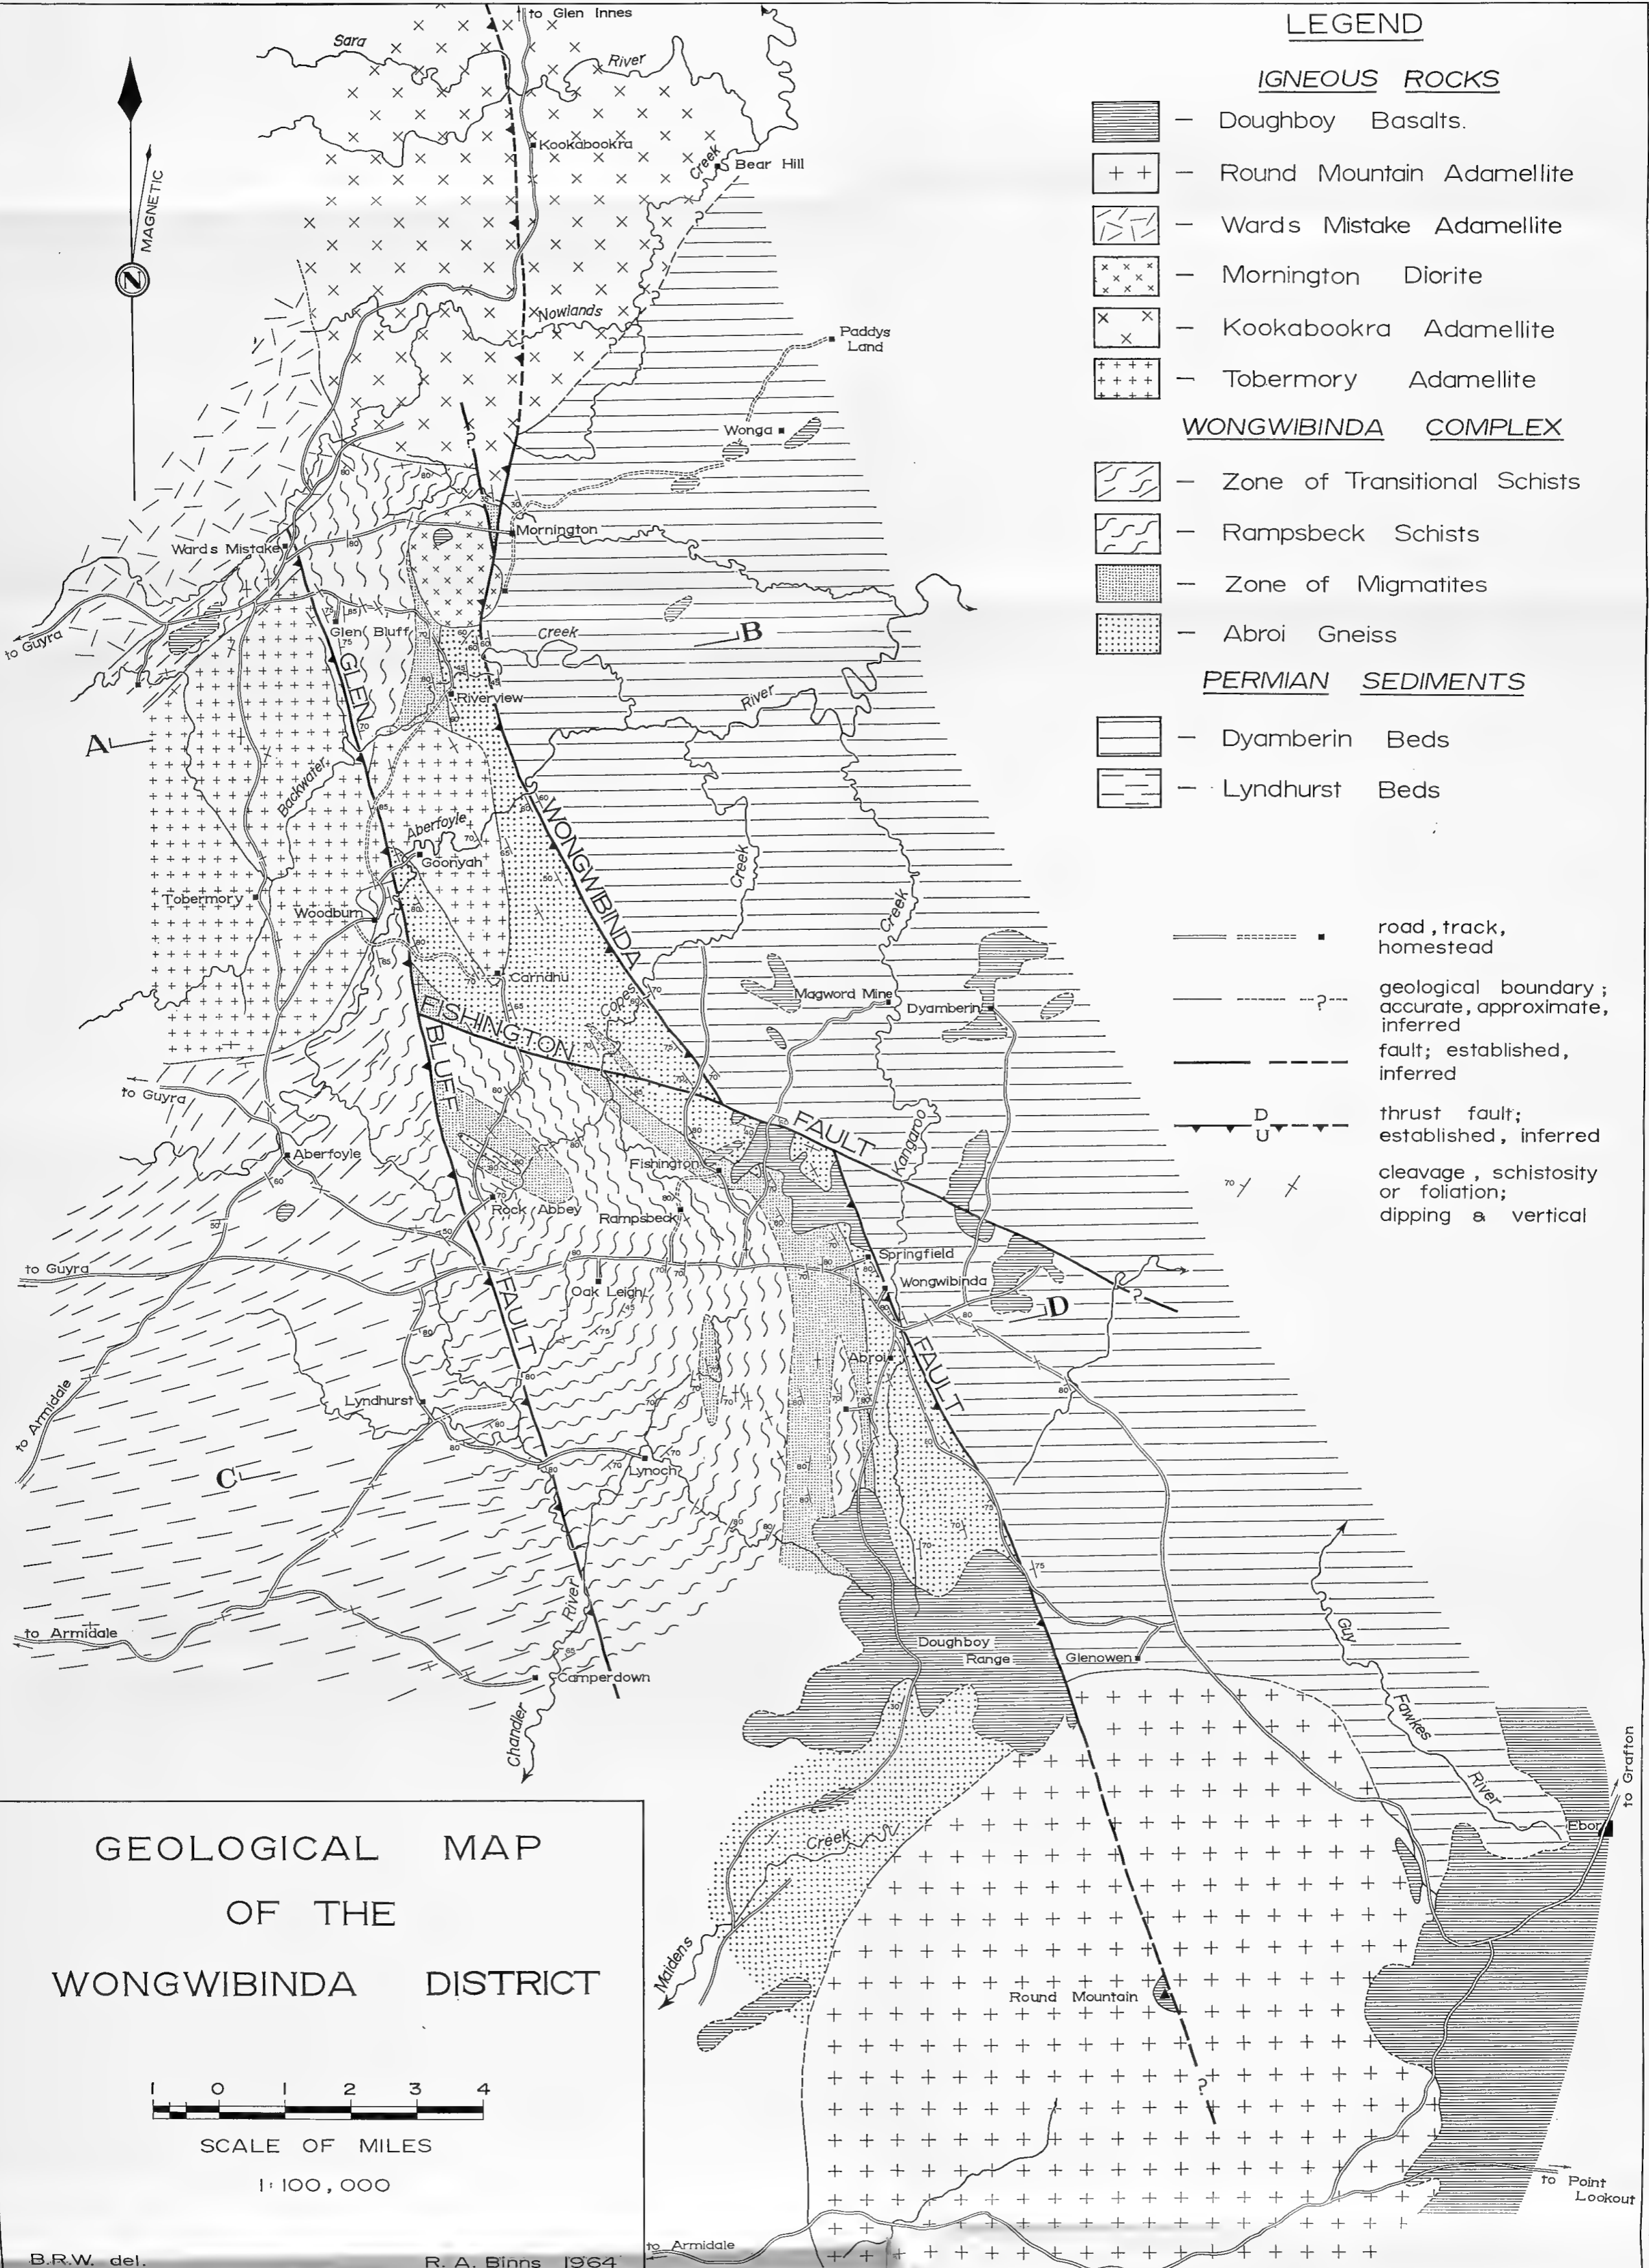 LEGEND
IGNEOUS ROCKS
— Doughboy Basalts.
— Round Mountain Adamellite
— Wards Mistake Adamellite
— Mornington Diorite
— Kookabookra Adamellite
— Tobermory Adamellite
WONGWIBINDA COMPLEX
— Zone of Transitional Schists
— Rampsbeck Schists
— Zone of Migmatites
— Abroi Gneiss
PERMIAN SEDIMENTS
— Dyamberin Beds
— Lyndhurst Beds
road, track,
homestead
geological boundary;
accurate, approximate,
inferred
?
fault; established,
inferred
D
U
thrust fault;
established, inferred
70
cleavage, schistosity
or foliation;
dipping & vertical
MAGNETIC
N
to Glen Innes
Sara
River
Kookabookra
Creek
Bear Hill
Nowlands
Paddys
Land
Wonga
?
Mornington
Wards Mistake
to Guyra
Glen Bluff
Creek
B
Riverview
River
GLEN
A
Backwater
WONGWIBINDA
Aberfoyle
Goonyah
Creek
Tobermory
Woodburn
Creek
Carndhu
Copes
Magword Mine
Dyamberin
FISHINGTON
BLUFF
to Guyra
FAULT
Kangaroo
Aberfoyle
Fishington
Rock Abbey
Rampsbeck
to Guyra
Springfield
Wongwibinda
Oak Leigh
D
?
FAULT
Abroi
FAULT
to Armidale
Lyndhurst
C
Lynoch
River
to Armidale
Doughboy
Range
Glenowen
Guy
Camperdown
Chandler
Fawkes
River
to Grafton
Ebor
Creek
Maidens
Round Mountain
?
to Point
Lookout
to Armidale
GEOLOGICAL MAP
OF THE
WONGWIBINDA DISTRICT
1 0 1 2 3 4
SCALE OF MILES
1:100,000
B.R.W. del.
R. A. Binns 1964